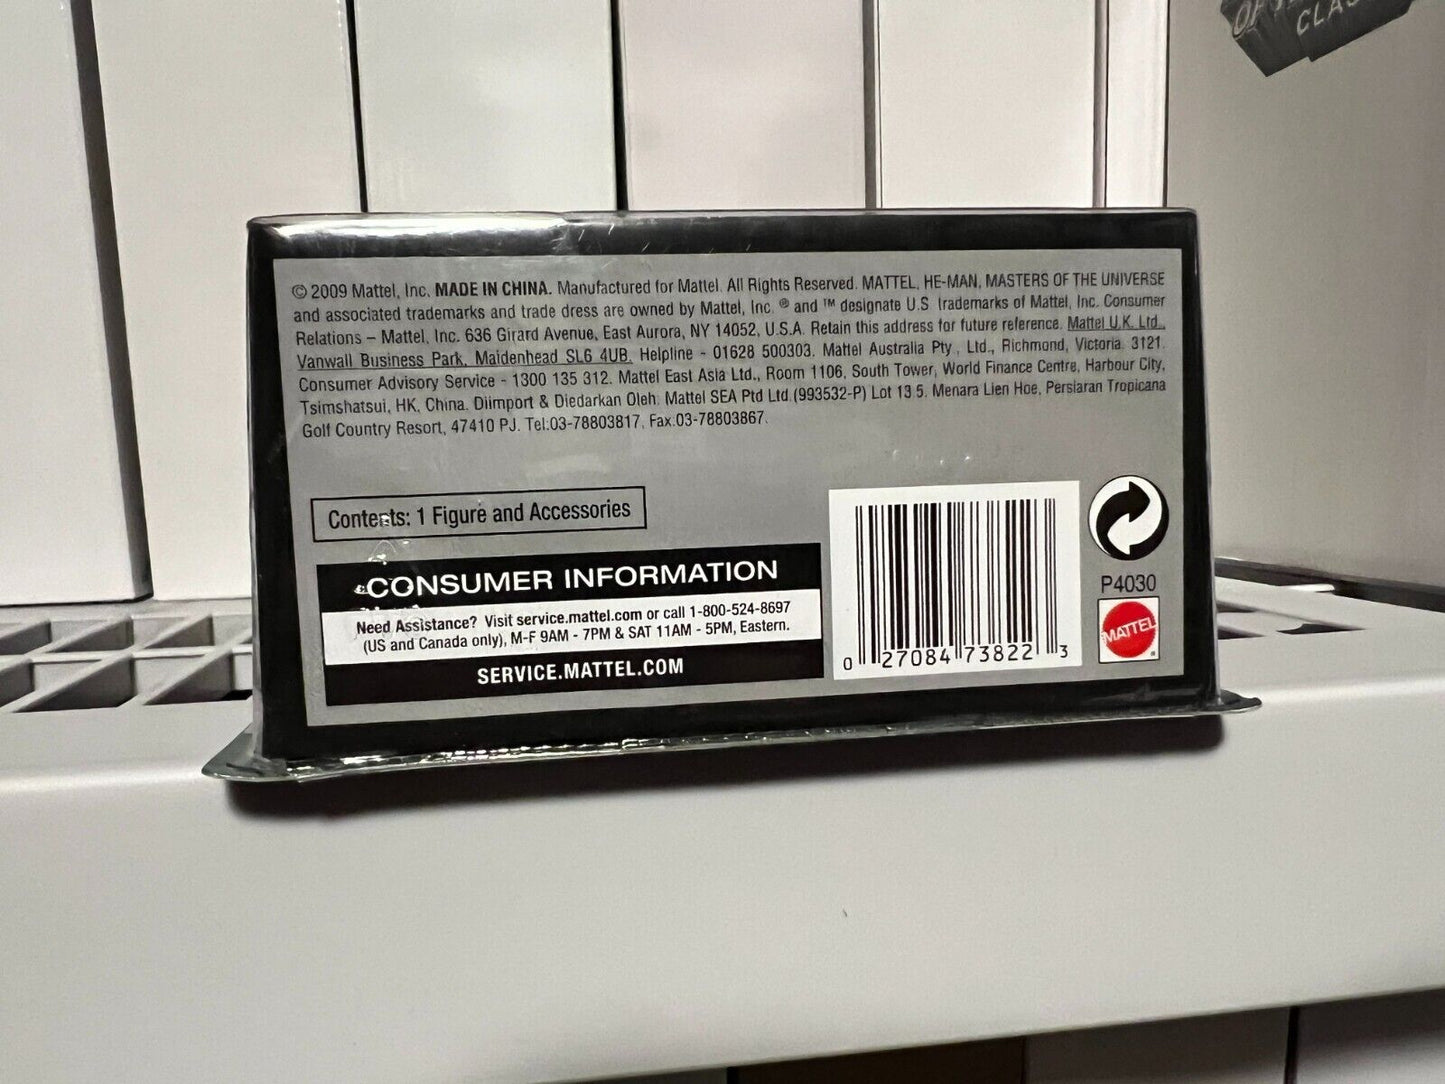 CLAS
© 2009 Mattel, Inc. MADE IN CHINA. Manufactured for Mattel. All Rights Reserved. MATTEL, HE-MAN, MASTERS OF THE UNIVERSE
and associated trademarks and trade dress are owned by Mattel, Inc. ® and ™ designate U.S. trademarks of Mattel, Inc. Consumer
Relations – Mattel, Inc. 636 Girard Avenue, East Aurora, NY 14052, U.S.A. Retain this address for future reference. Mattel U.K. Ltd.,
Vanwall Business Park, Maidenhead SL6 4UB. Helpline - 01628 500303. Mattel Australia Pty., Ltd., Richmond, Victoria. 3121.
Consumer Advisory Service - 1300 135 312. Mattel East Asia Ltd., Room 1106, South Tower, World Finance Centre, Harbour City,
Tsimshatsui, HK, China. Diimport & Diedarkan Oleh: Mattel SEA Ptd Ltd.(993532-P) Lot 13.5, Menara Lien Hoe, Persiaran Tropicana
Golf Country Resort, 47410 PJ. Tel:03-78803817, Fax:03-78803867.
Contents: 1 Figure and Accessories
CONSUMER INFORMATION
Need Assistance? Visit service.mattel.com or call 1-800-524-8697
(US and Canada only), M-F 9AM - 7PM & SAT 11AM - 5PM, Eastern.
SERVICE.MATTEL.COM
0 27084 73822 3
P4030
MATTEL
®